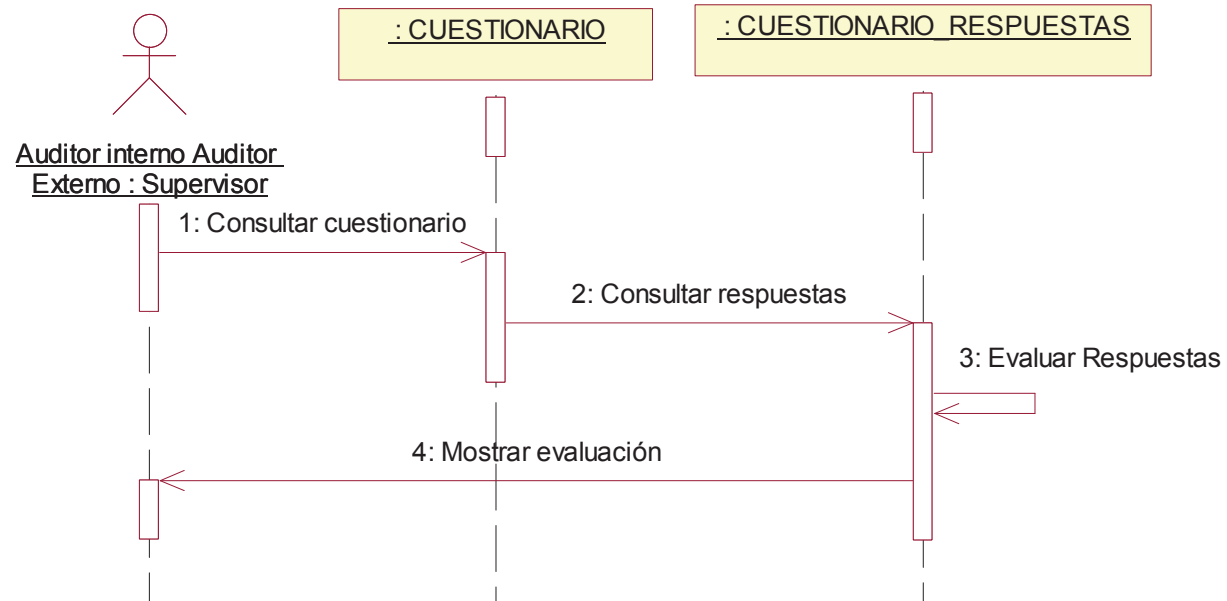 : CUESTIONARIO
: CUESTIONARIO_RESPUESTAS
Auditor interno Auditor
Externo : Supervisor
1: Consultar cuestionario
2: Consultar respuestas
3: Evaluar Respuestas
4: Mostrar evaluación